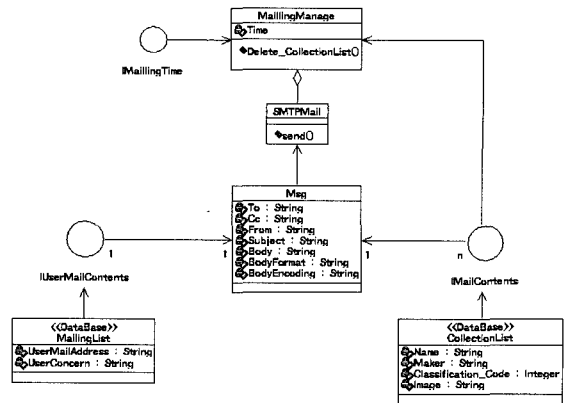 MaillingManage
Time
Delete_CollectionList()
IMaillingTime
SMTPMail
send()
Msg
To : String
Cc : String
From : String
Subject : String
Body : String
BodyFormat : String
BodyEncoding : String
1
1
1
n
IUserMailContents
IMailContents
<<DataBase>>
MailingList
UserMailAddress : String
UserConcern : String
<<DataBase>>
CollectionList
Name : String
Maker : String
Classification_Code : Integer
Image : String